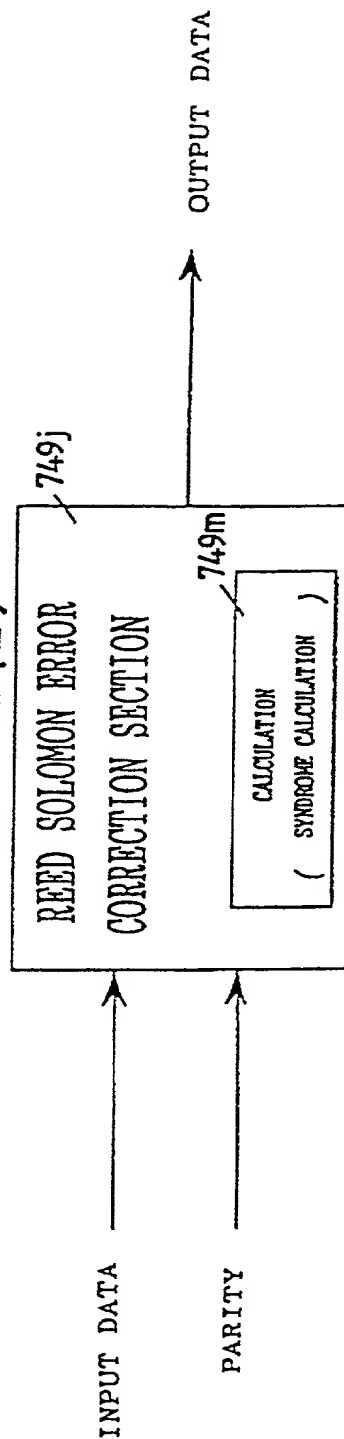 REED SOLOMON ERROR
CORRECTION SECTION
749j
749m
CALCULATION
( SYNDROME CALCULATION )
INPUT DATA
PARITY
OUTPUT DATA